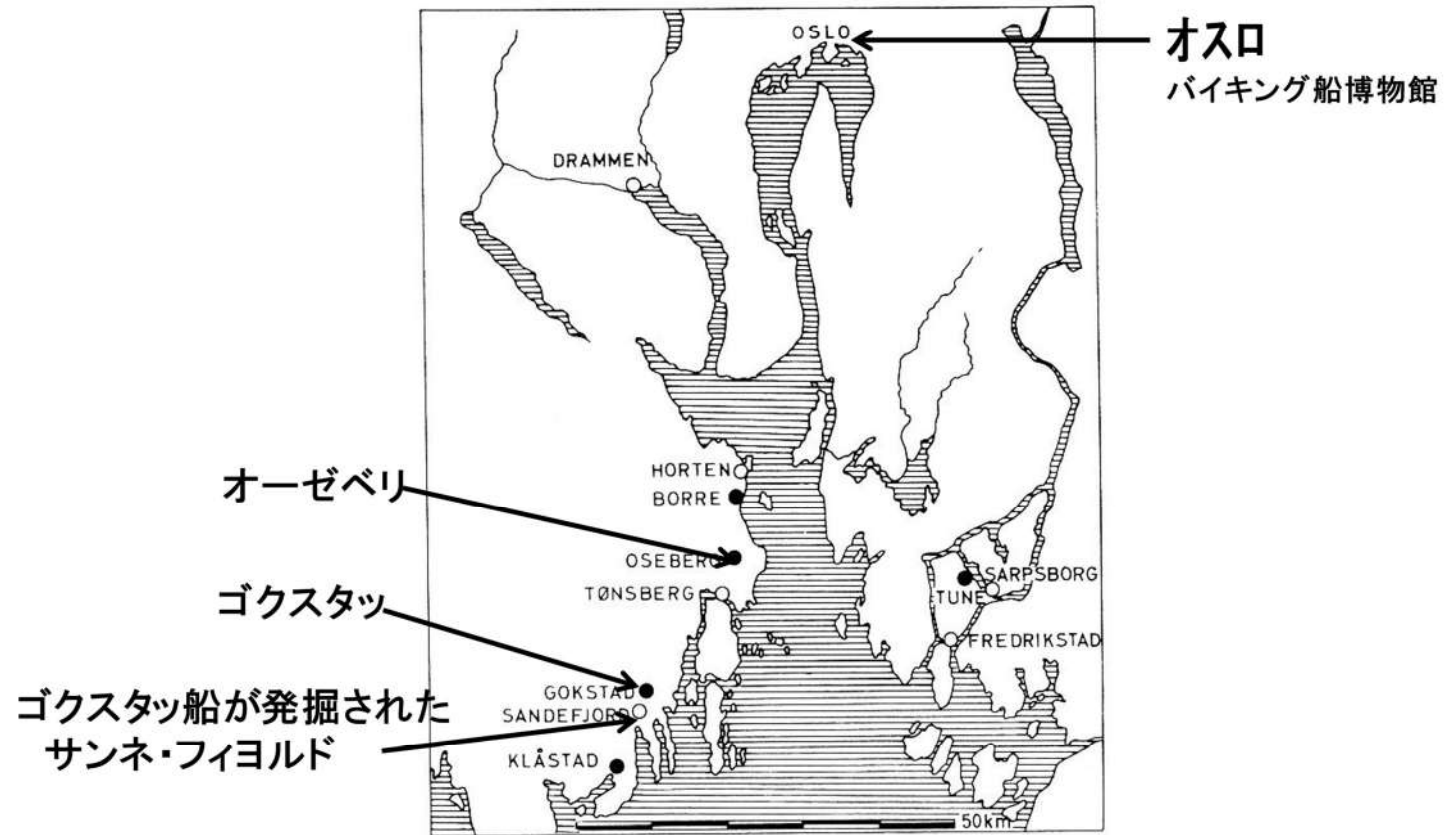 OSLO
オスロ
バイキング船博物館
DRAMMEN
HORTEN
オーゼベリ
BORRE
OSEBERG
SARPSBORG
TUNE
ゴクスタッ
TØNSBERG
FREDRIKSTAD
GOKSTAD
ゴクスタッ船が発掘された
SANDEFJORD
サンネ・フィヨルド
KLÅSTAD
50km